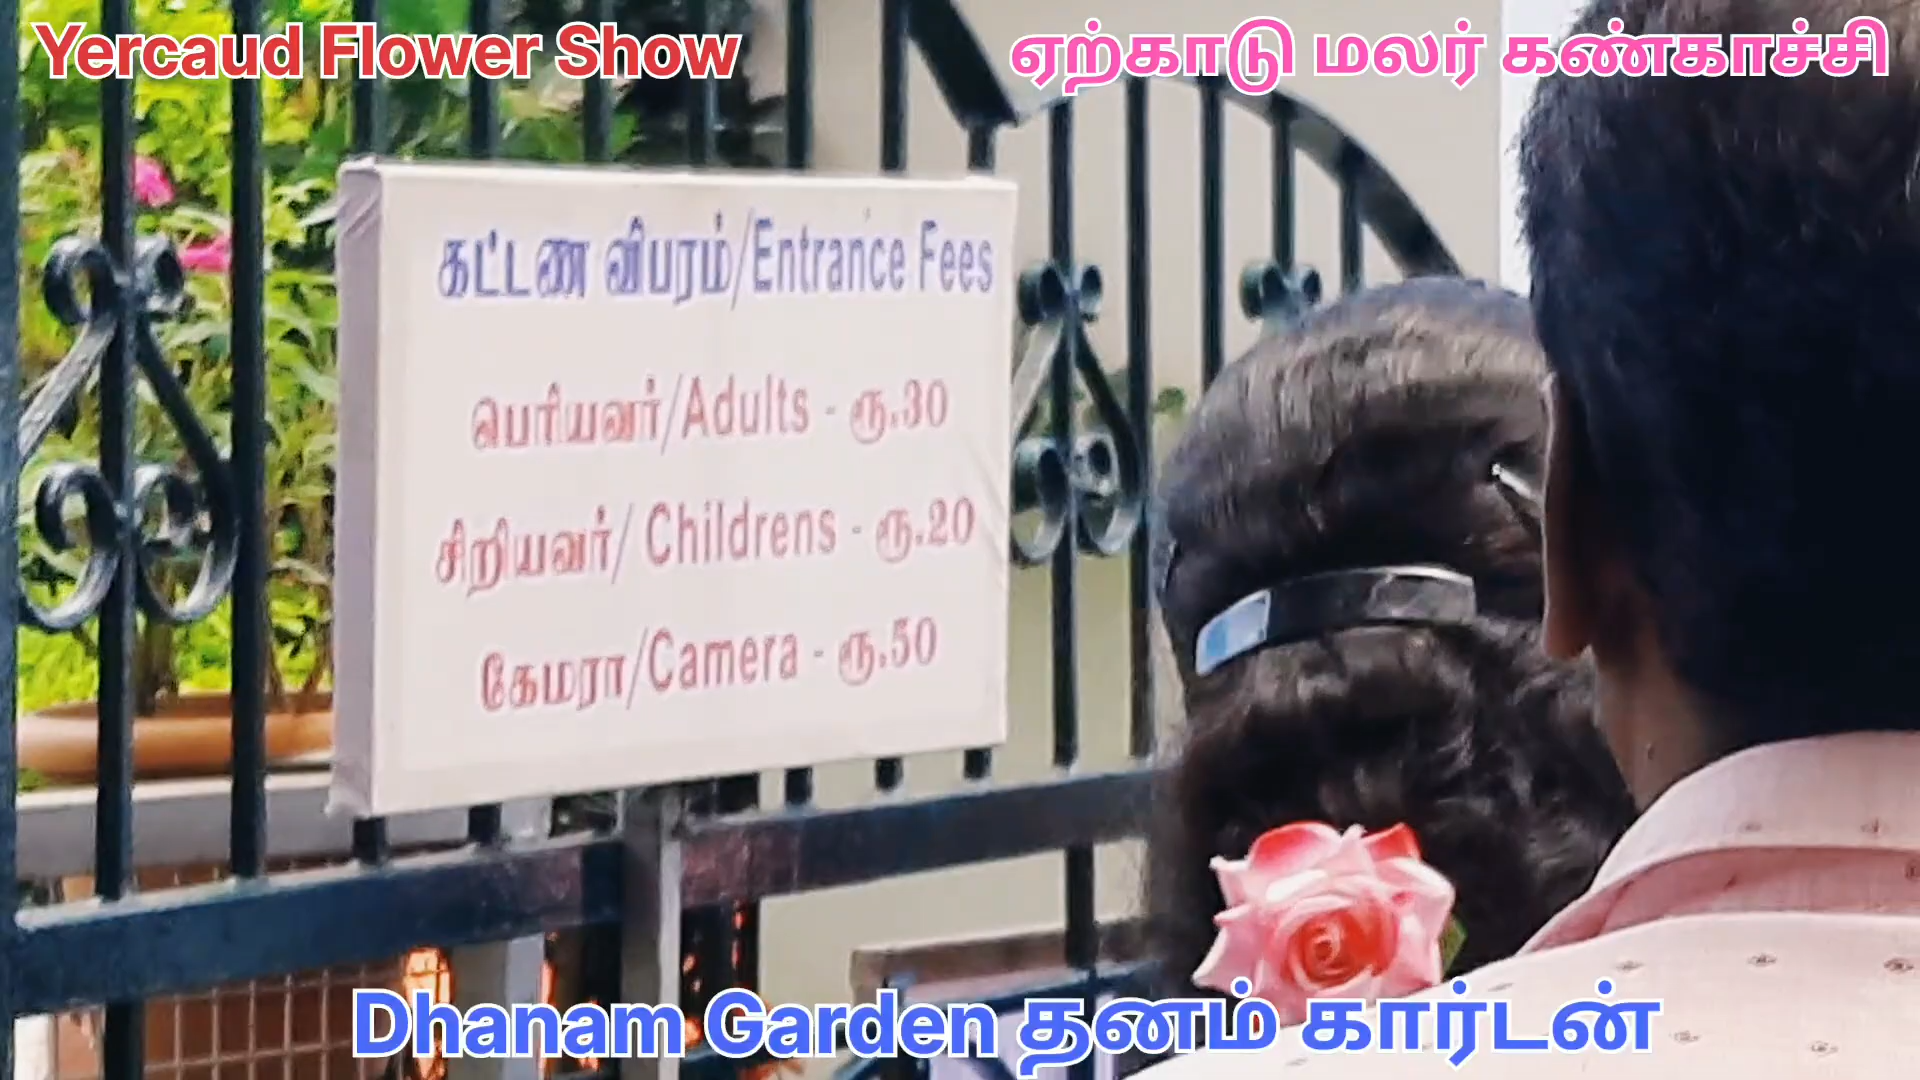 Yercaud Flower Show
ஏற்காடு மலர் கண்காச்சி
கட்டண விபரம்/Entrance Fees
பெரியவர்/Adults - ரூ.30
சிறியவர்/ Childrens - ரூ.20
கேமரா/Camera - ரூ.50
Dhanam Garden தனம் கார்டன்